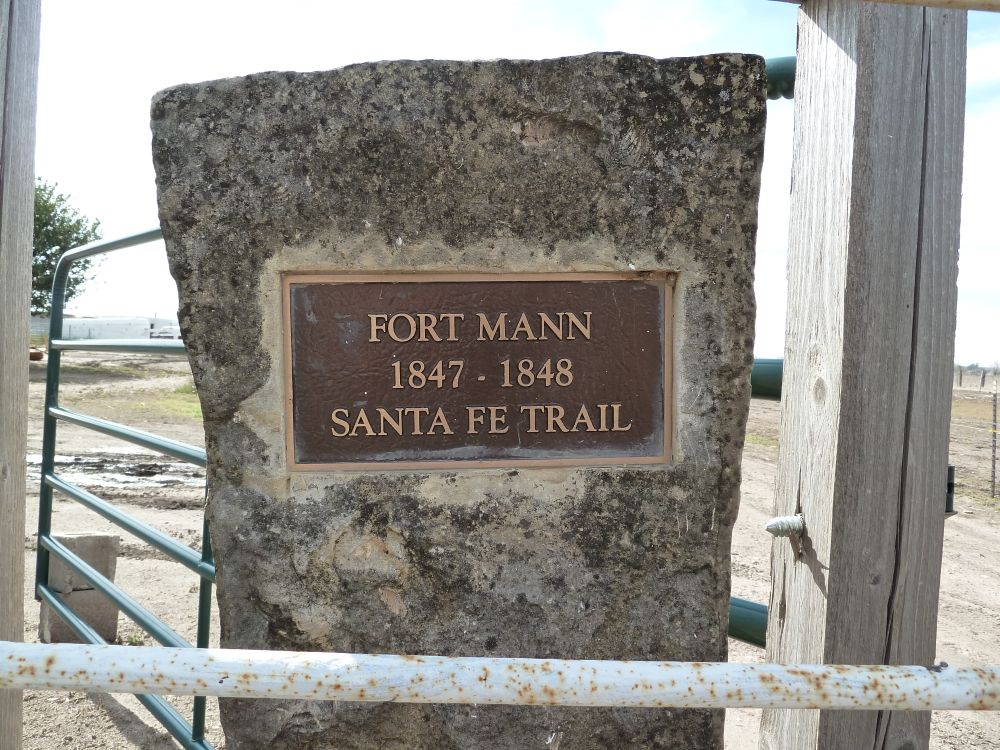 FORT MANN
1847 - 1848
SANTA FE TRAIL